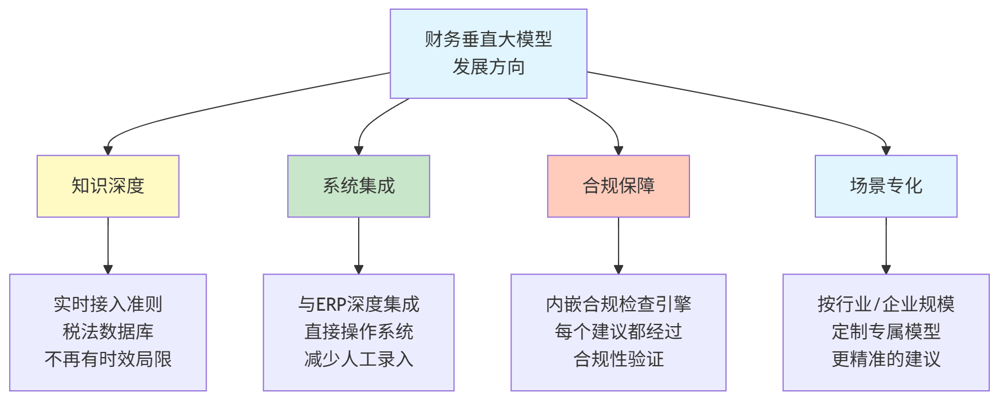 财务垂直大模型
发展方向
知识深度
系统集成
合规保障
场景专化
实时接入准则
税法数据库
不再有时效局限
与ERP深度集成
直接操作系统
减少人工录入
内嵌合规检查引擎
每个建议都经过
合规性验证
按行业/企业规模
定制专属模型
更精准的建议